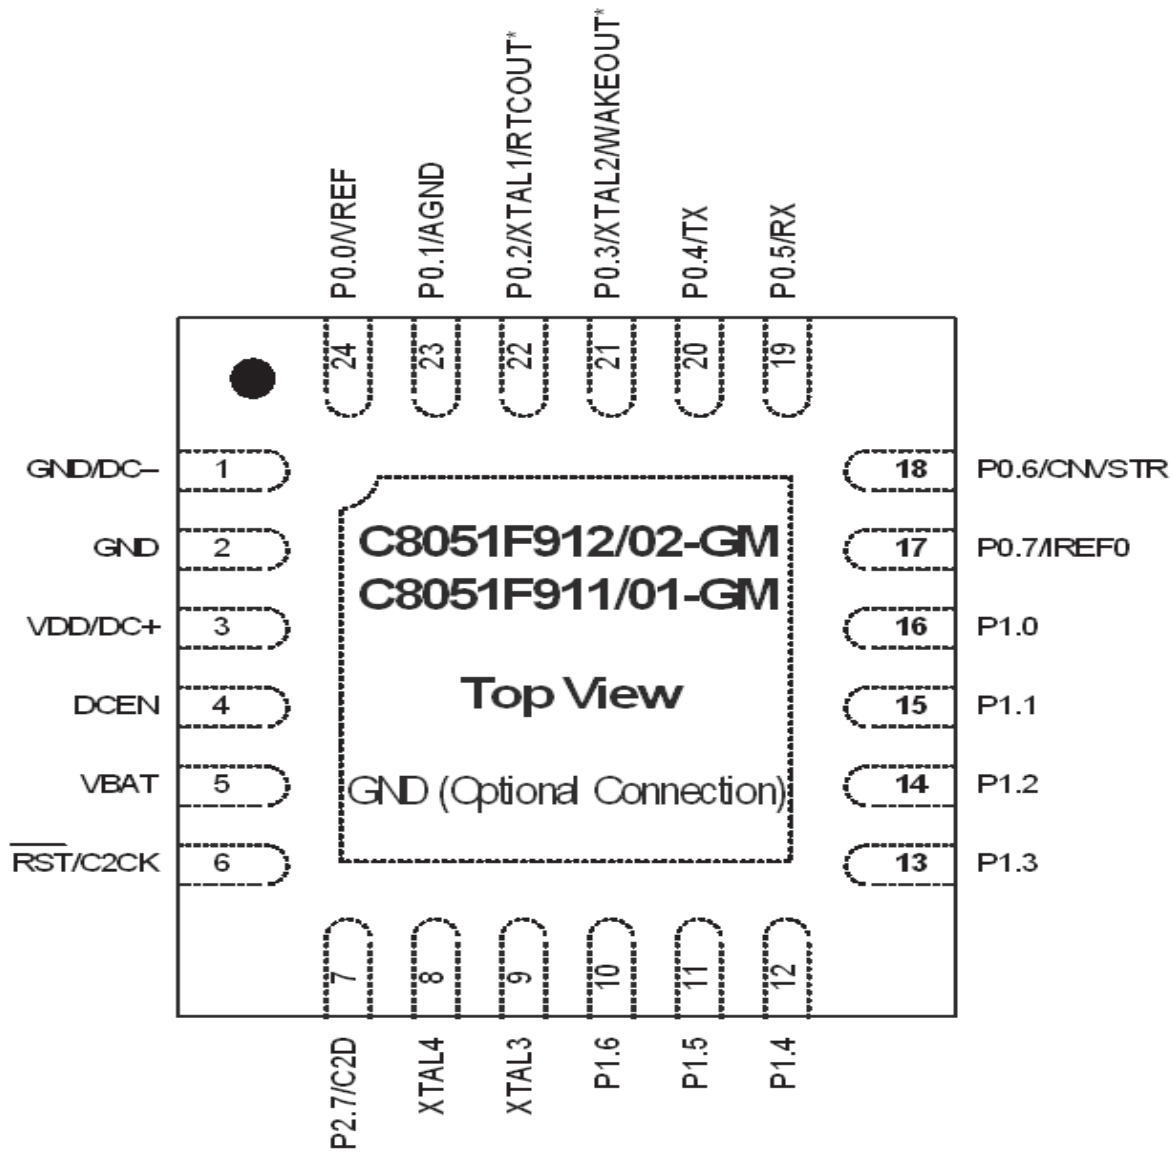 P0.0/VREF
P0.1/AGND
P0.2/XTAL1/RTCOUT*
P0.3/XTAL2/WAKEOUT*
P0.4/TX
P0.5/RX
24
23
22
21
20
19
GND/DC–
1
GND
2
VDD/DC+
3
DCEN
4
VBAT
5
RST/C2CK
6
C8051F912/02-GM
C8051F911/01-GM
Top View
GND (Optional Connection)
18
P0.6/CNVSTR
17
P0.7/IREF0
16
P1.0
15
P1.1
14
P1.2
13
P1.3
7
8
9
10
11
12
P2.7/C2D
XTAL4
XTAL3
P1.6
P1.5
P1.4